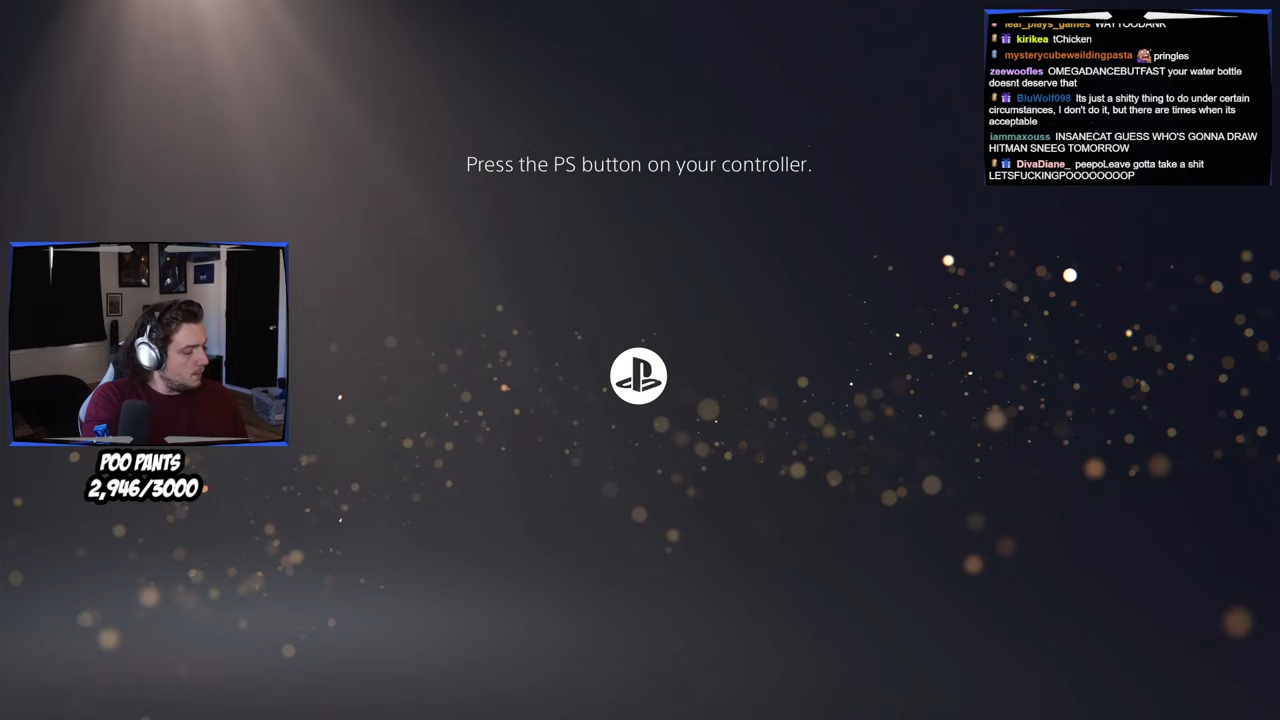 leaf_plays_games WAYTOODANK
kirikea tChicken
mysterycubeweildingpasta pringles
zeewoofles OMEGADANCEBUTFAST your water bottle
doesnt deserve that
BluWolf098 Its just a shitty thing to do under certain
circumstances, I don't do it, but there are times when its
acceptable
iammaxouss INSANECAT GUESS WHO'S GONNA DRAW
HITMAN SNEEG TOMORROW
DivaDiane_ peepoLeave gotta take a shit
LETSFUCKINGPOOOOOOOOP
Press the PS button on your controller.
POO PANTS
2,946/3000